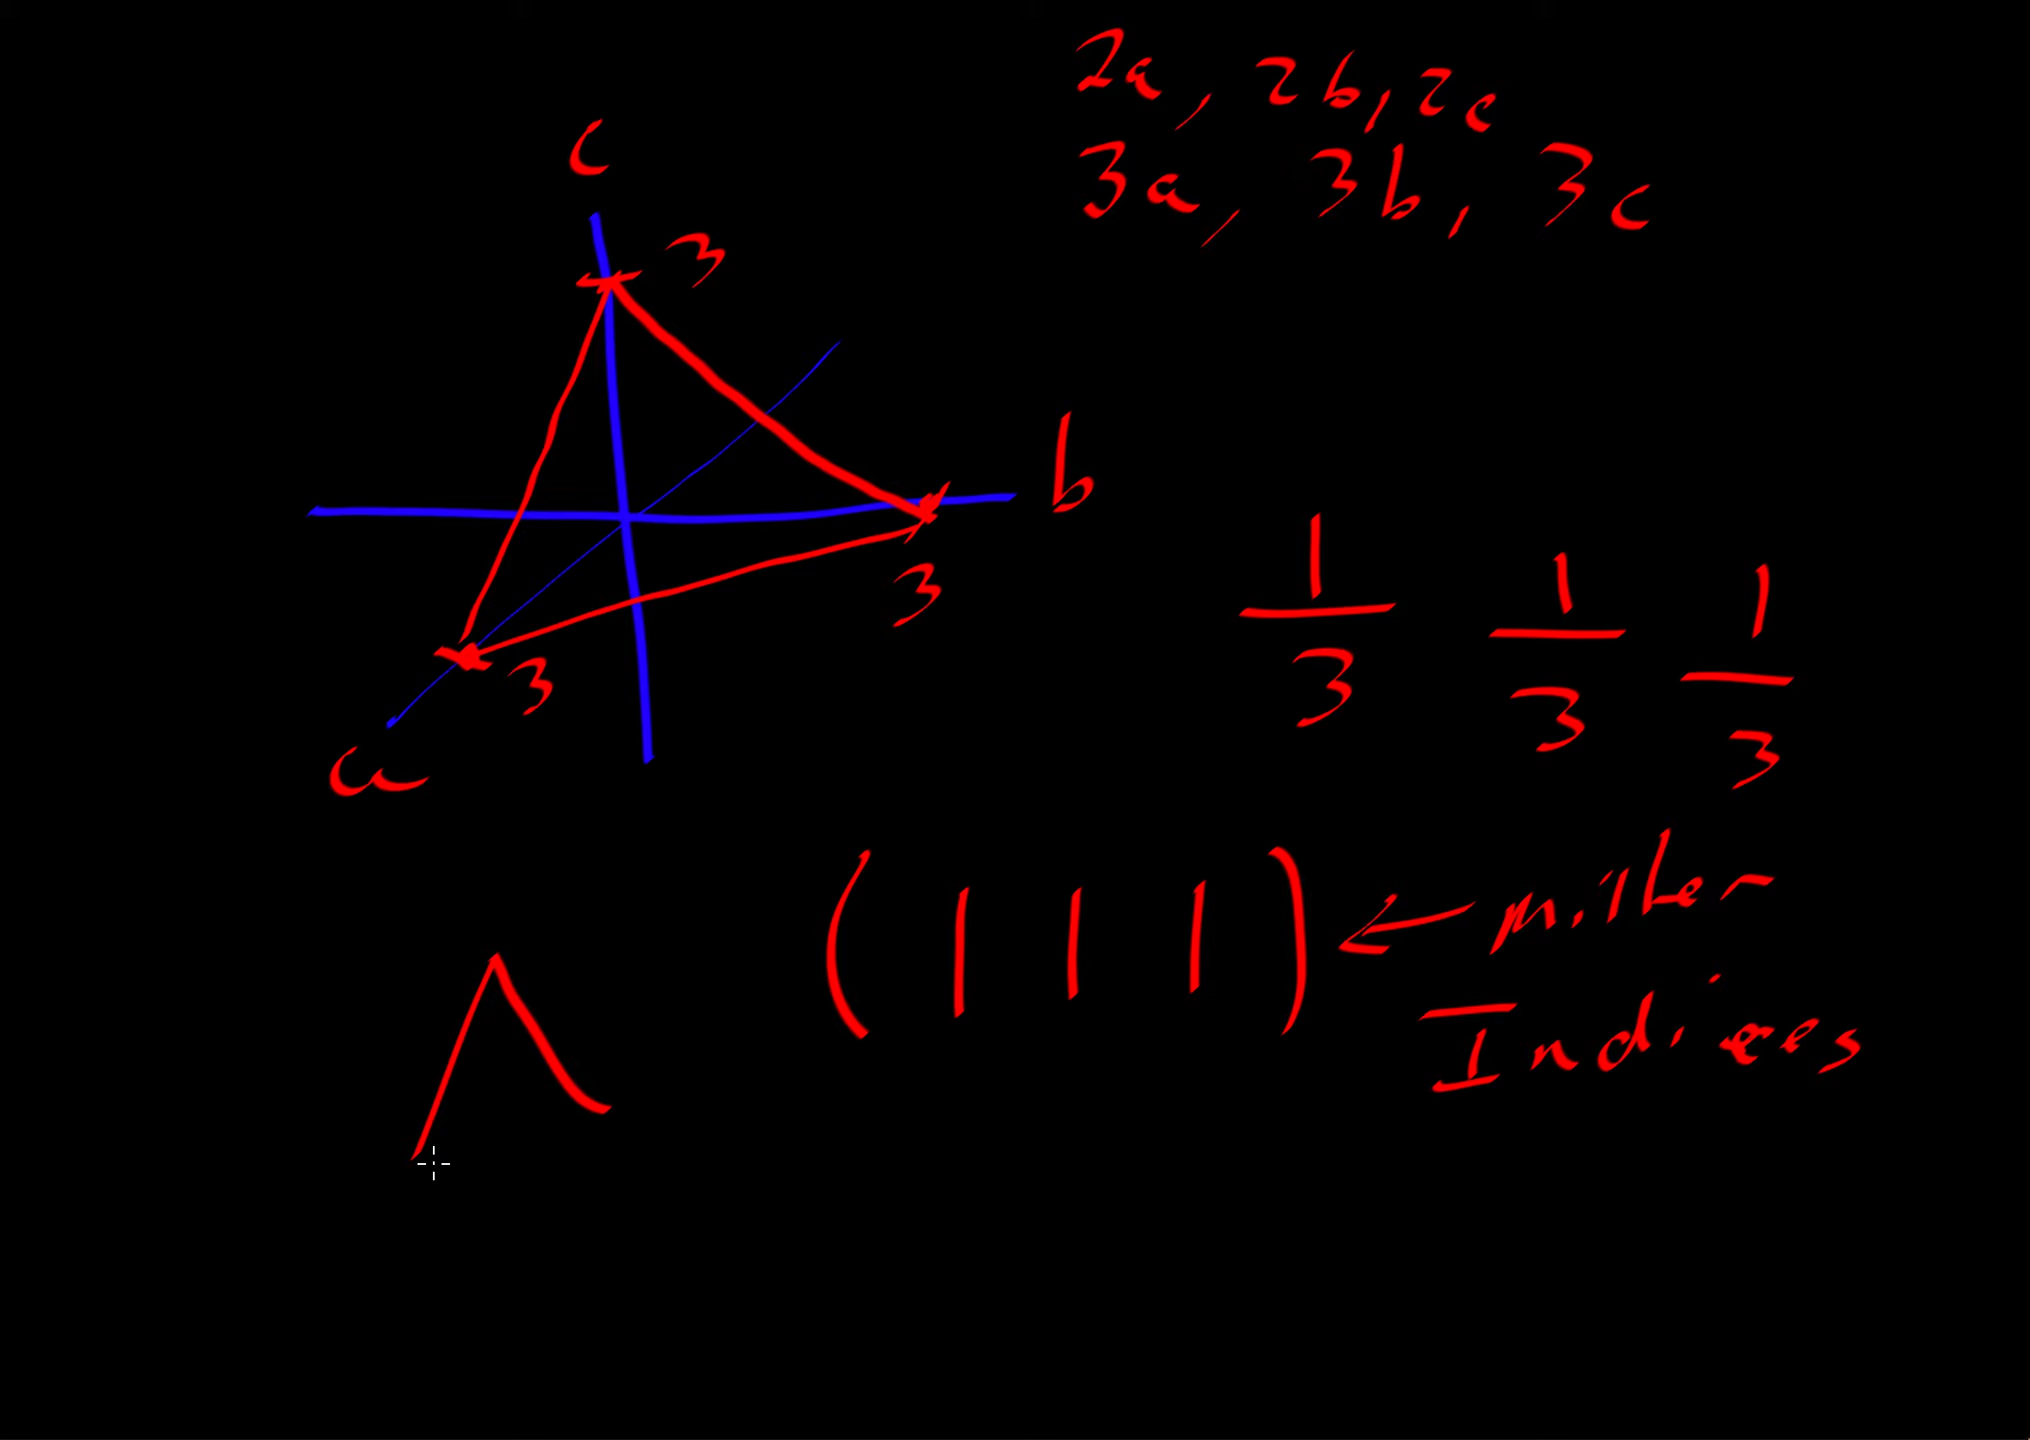 2a, 2b, 2c
3a, 3b, 3c
c
3
b
3
3
a
1/3 1/3 1/3
(1 1 1) ← miller
Indices